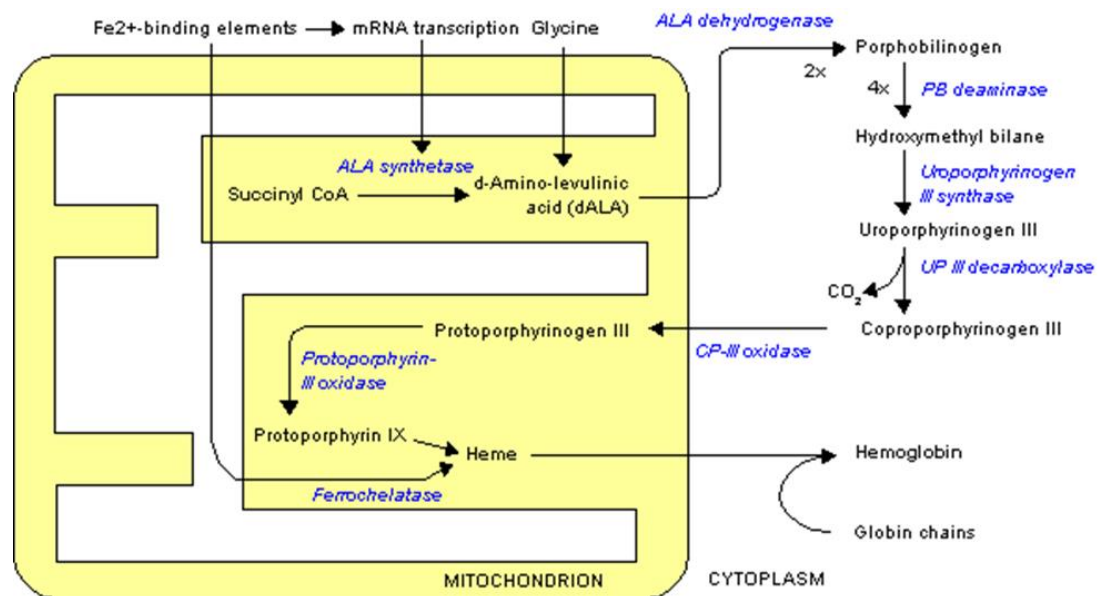 ALA dehydrogenase
Fe2+-binding elements
mRNA transcription
Glycine
2x
Porphobilinogen
4x
PB deaminase
Hydroxymethyl bilane
ALA synthetase
Succinyl CoA
d-Amino-levulinic
acid (dALA)
Uroporphyrinogen
III synthase
Uroporphyrinogen III
UP III decarboxylase
CO₂
Coproporphyrinogen III
CP-III oxidase
Protoporphyrinogen III
Protoporphyrin-
III oxidase
Protoporphyrin IX
Heme
Hemoglobin
Ferrochelatase
Globin chains
MITOCHONDRION
CYTOPLASM